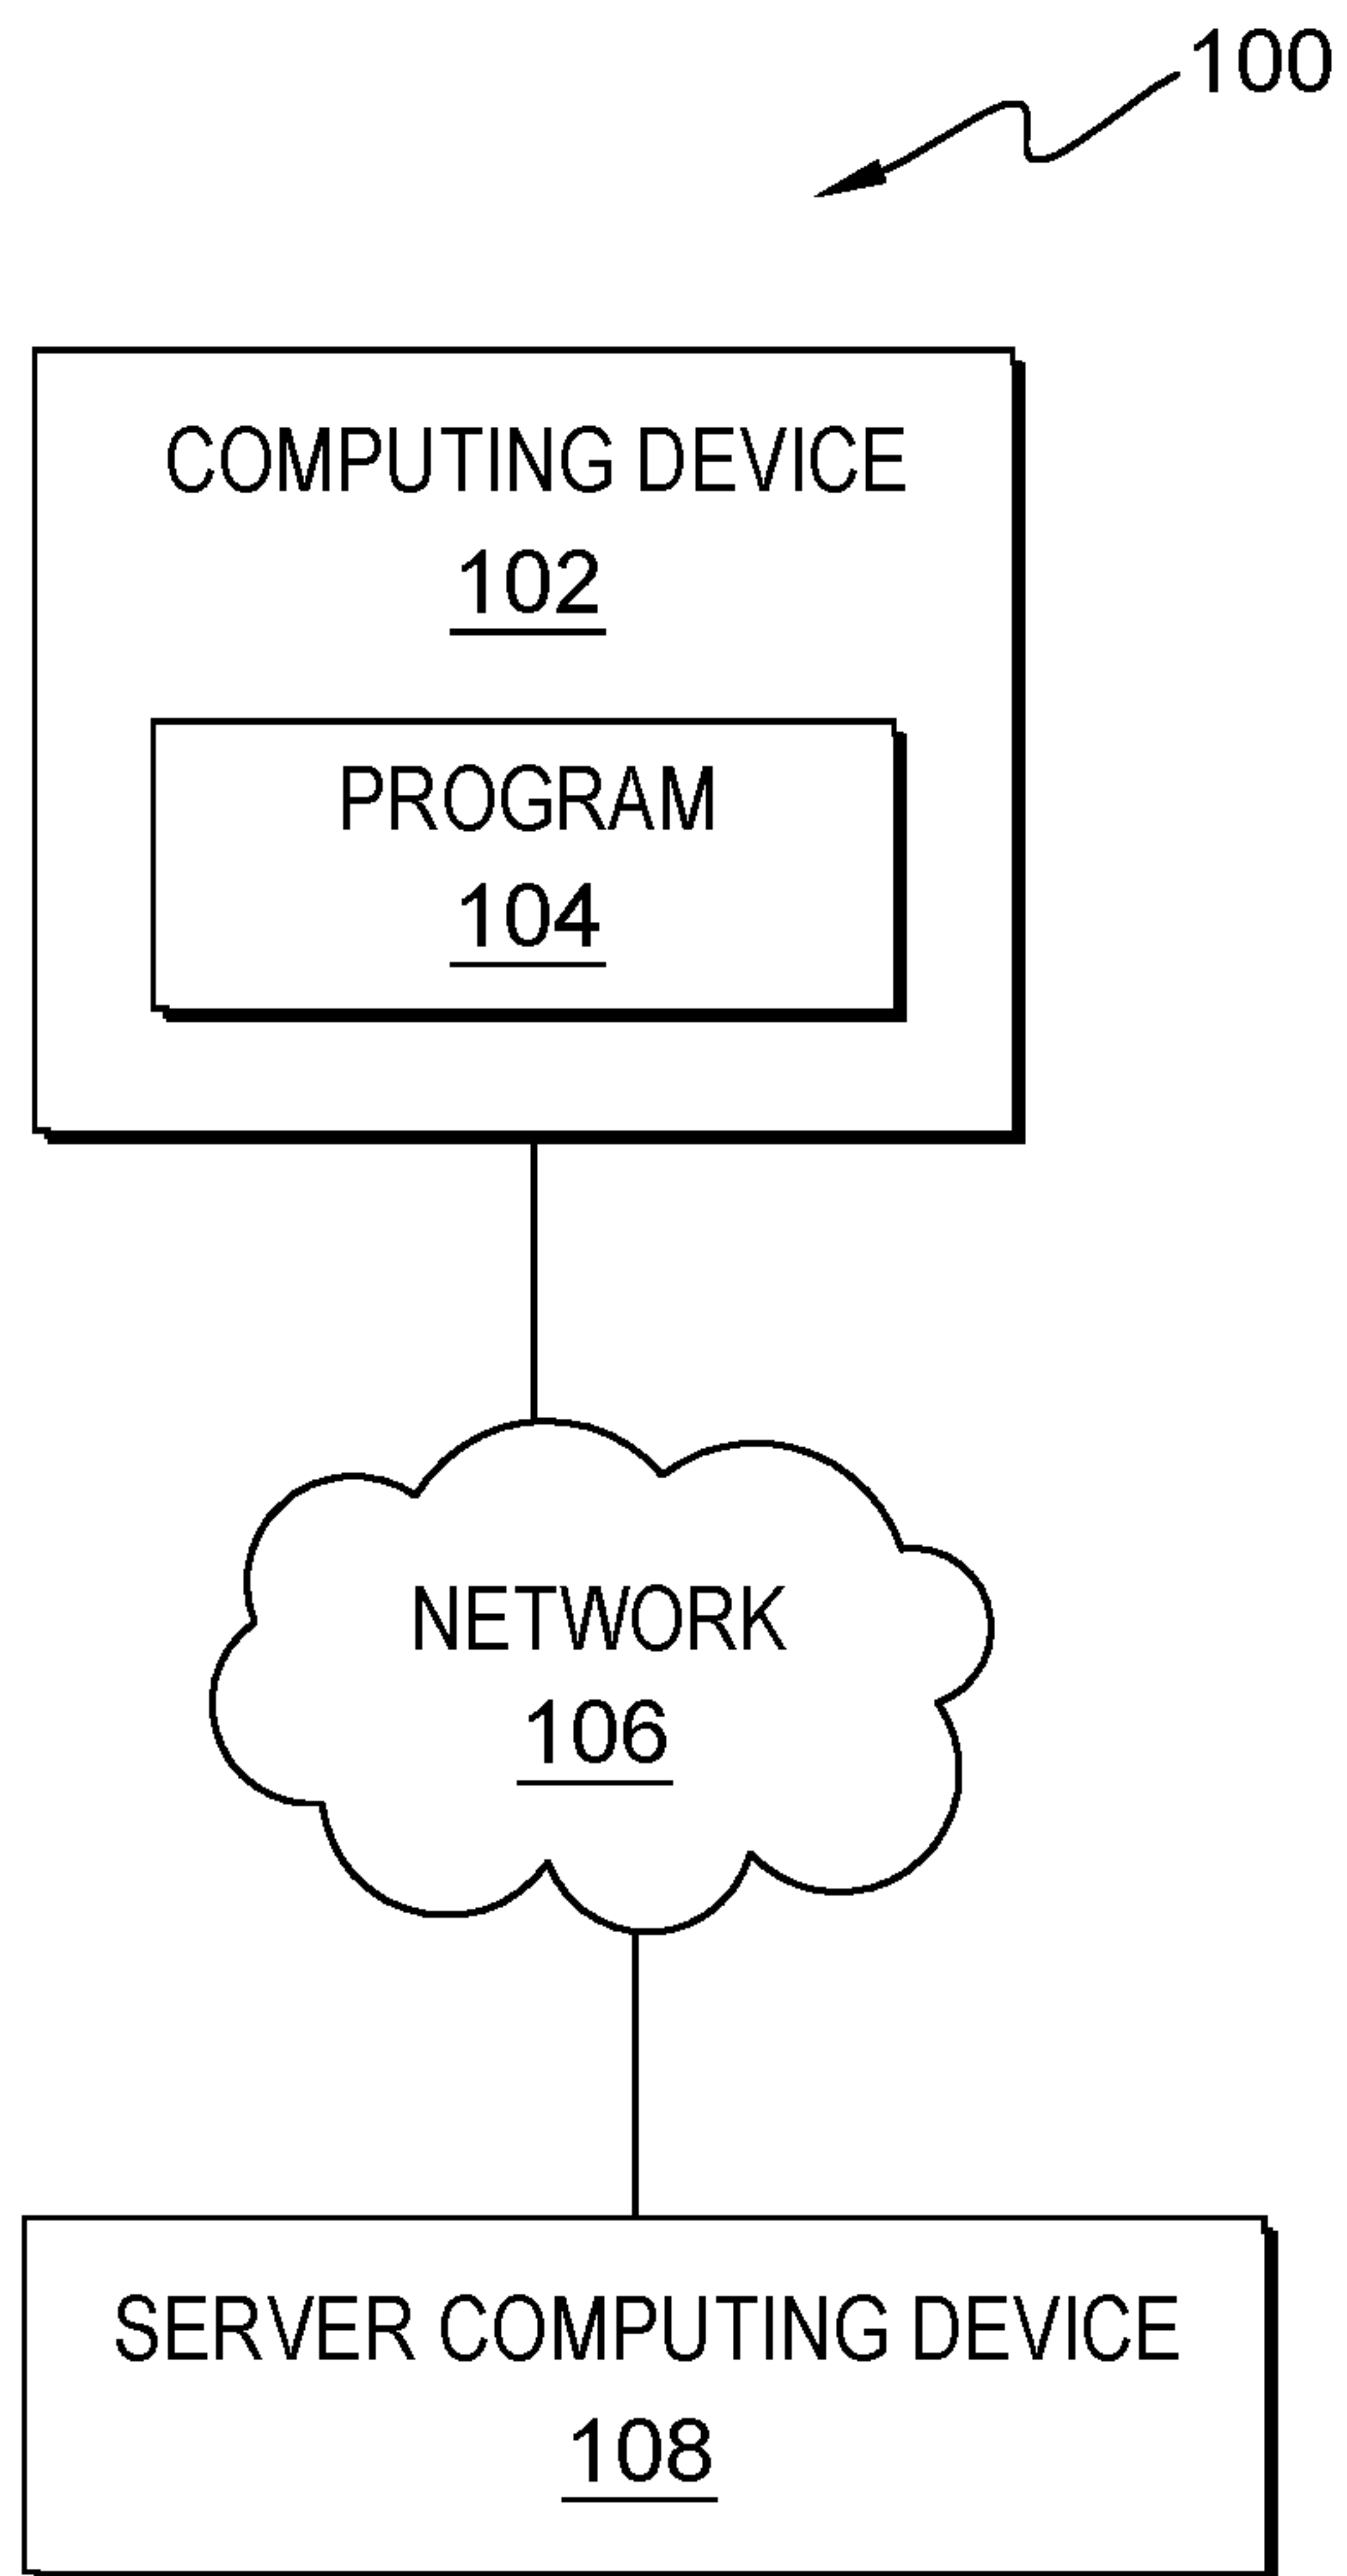 100
COMPUTING DEVICE
102
PROGRAM
104
NETWORK
106
SERVER COMPUTING DEVICE
108